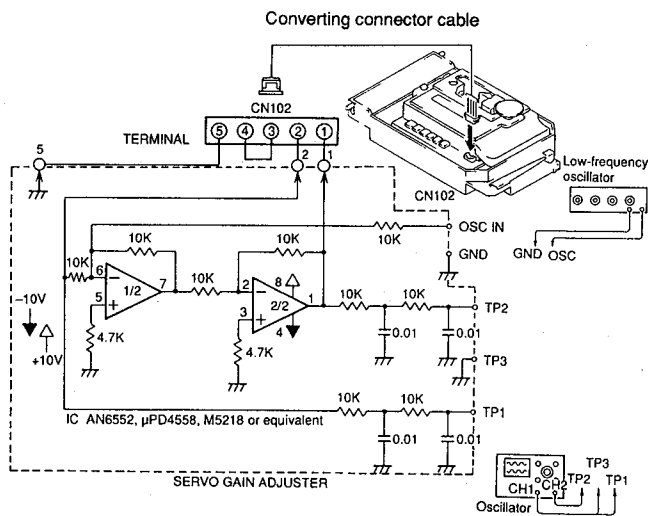 Converting connector cable
CN102
TERMINAL
5 4 3 2 1
5
2
1
CN102
Low-frequency
oscillator
GND OSC
OSC IN
10K
GND
10K
10K
10K
6
7
1/2
5
10K
2
8
2/2
1
3
4
10K
10K
TP2
-10V
+10V
4.7K
4.7K
0.01
0.01
TP3
10K
10K
TP1
IC AN6552, µPD4558, M5218 or equivalent
0.01
0.01
SERVO GAIN ADJUSTER
CH1
CH2
TP2
TP3
TP1
Oscillator